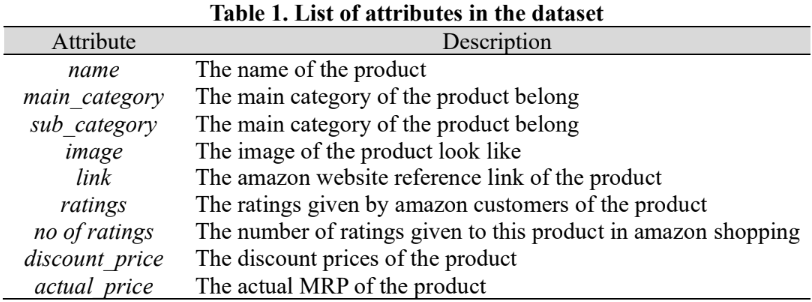 Table 1. List of attributes in the dataset
Attribute Description
name The name of the product
main_category The main category of the product belong
sub_category The main category of the product belong
image The image of the product look like
link The amazon website reference link of the product
ratings The ratings given by amazon customers of the product
no of ratings The number of ratings given to this product in amazon shopping
discount_price The discount prices of the product
actual_price The actual MRP of the product